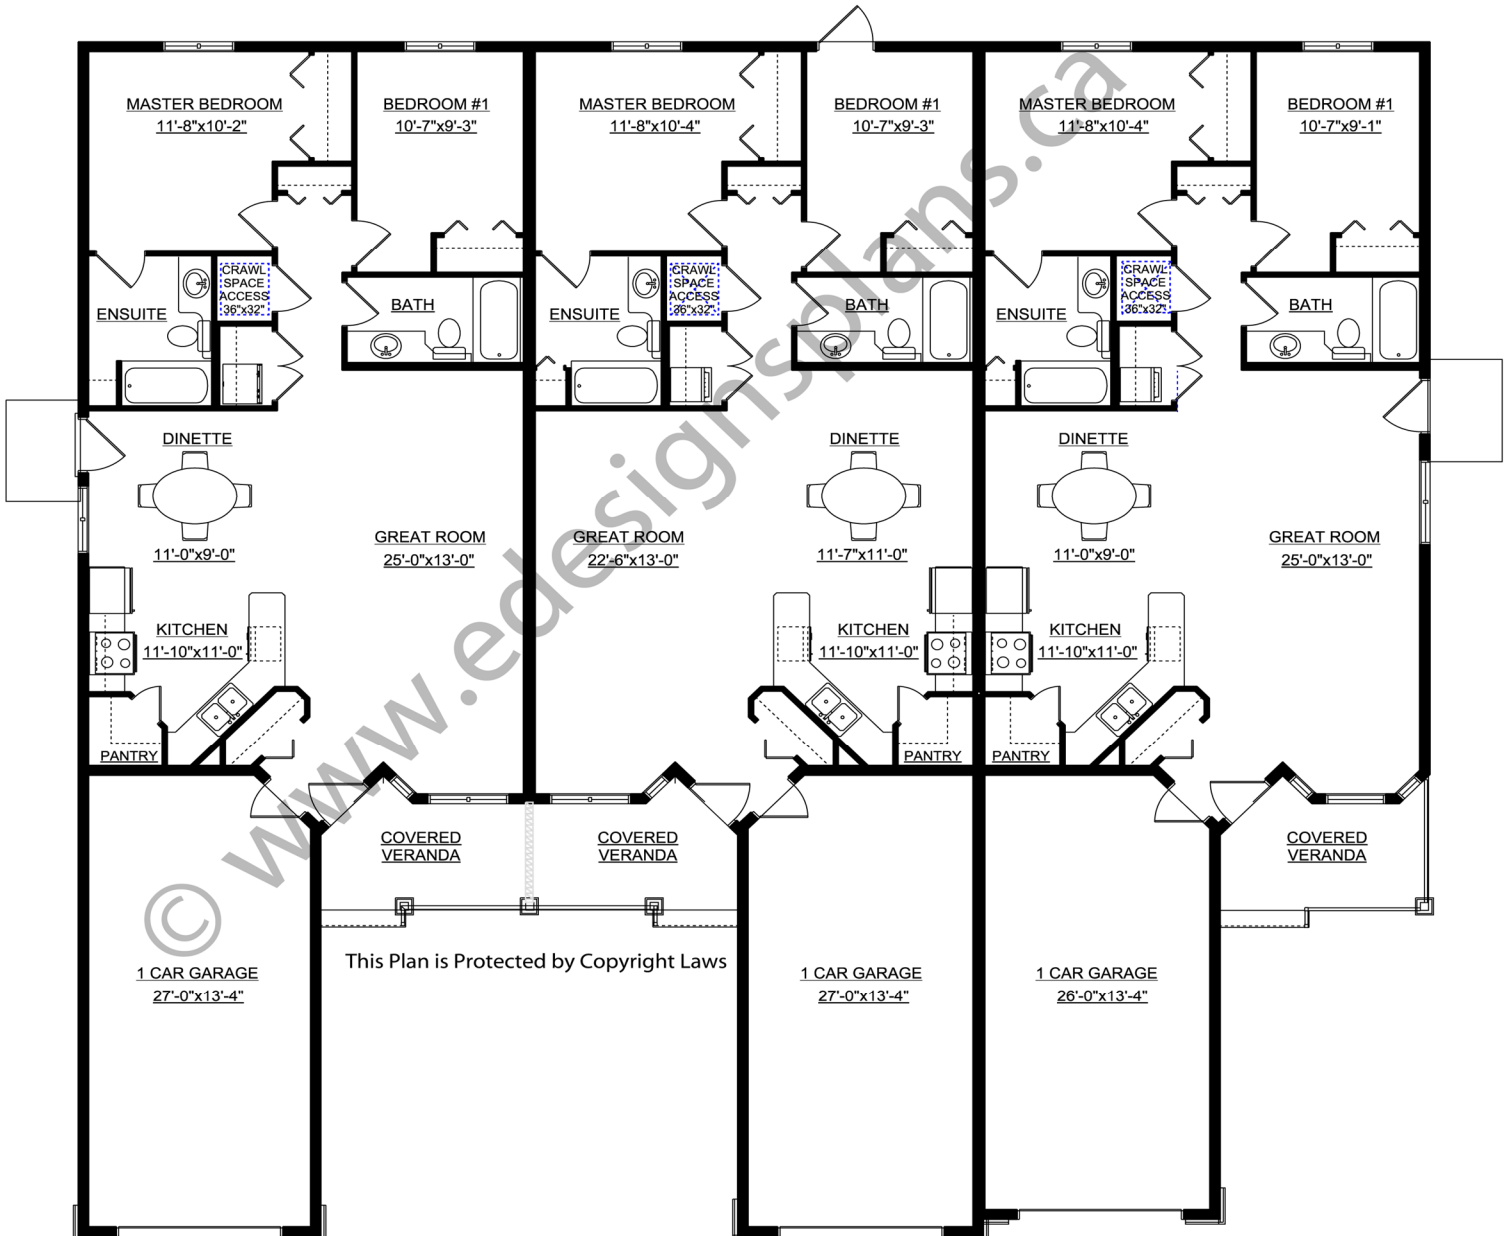 MASTER BEDROOM
11'-8"x10'-2"
BEDROOM #1
10'-7"x9'-3"
MASTER BEDROOM
11'-8"x10'-4"
BEDROOM #1
10'-7"x9'-3"
MASTER BEDROOM
11'-8"x10'-4"
BEDROOM #1
10'-7"x9'-1"
CRAWL
SPACE
ACCESS
36"x32"
ENSUITE
BATH
CRAWL
SPACE
ACCESS
36"x32"
ENSUITE
BATH
CRAWL
SPACE
ACCESS
36"x32"
ENSUITE
BATH
DINETTE
11'-0"x9'-0"
GREAT ROOM
25'-0"x13'-0"
GREAT ROOM
22'-6"x13'-0"
DINETTE
11'-7"x11'-0"
DINETTE
11'-0"x9'-0"
GREAT ROOM
25'-0"x13'-0"
KITCHEN
11'-10"x11'-0"
KITCHEN
11'-10"x11'-0"
KITCHEN
11'-10"x11'-0"
PANTRY
PANTRY
PANTRY
COVERED
VERANDA
COVERED
VERANDA
COVERED
VERANDA
© www.edesignsplans.ca
This Plan is Protected by Copyright Laws
1 CAR GARAGE
27'-0"x13'-4"
1 CAR GARAGE
27'-0"x13'-4"
1 CAR GARAGE
26'-0"x13'-4"